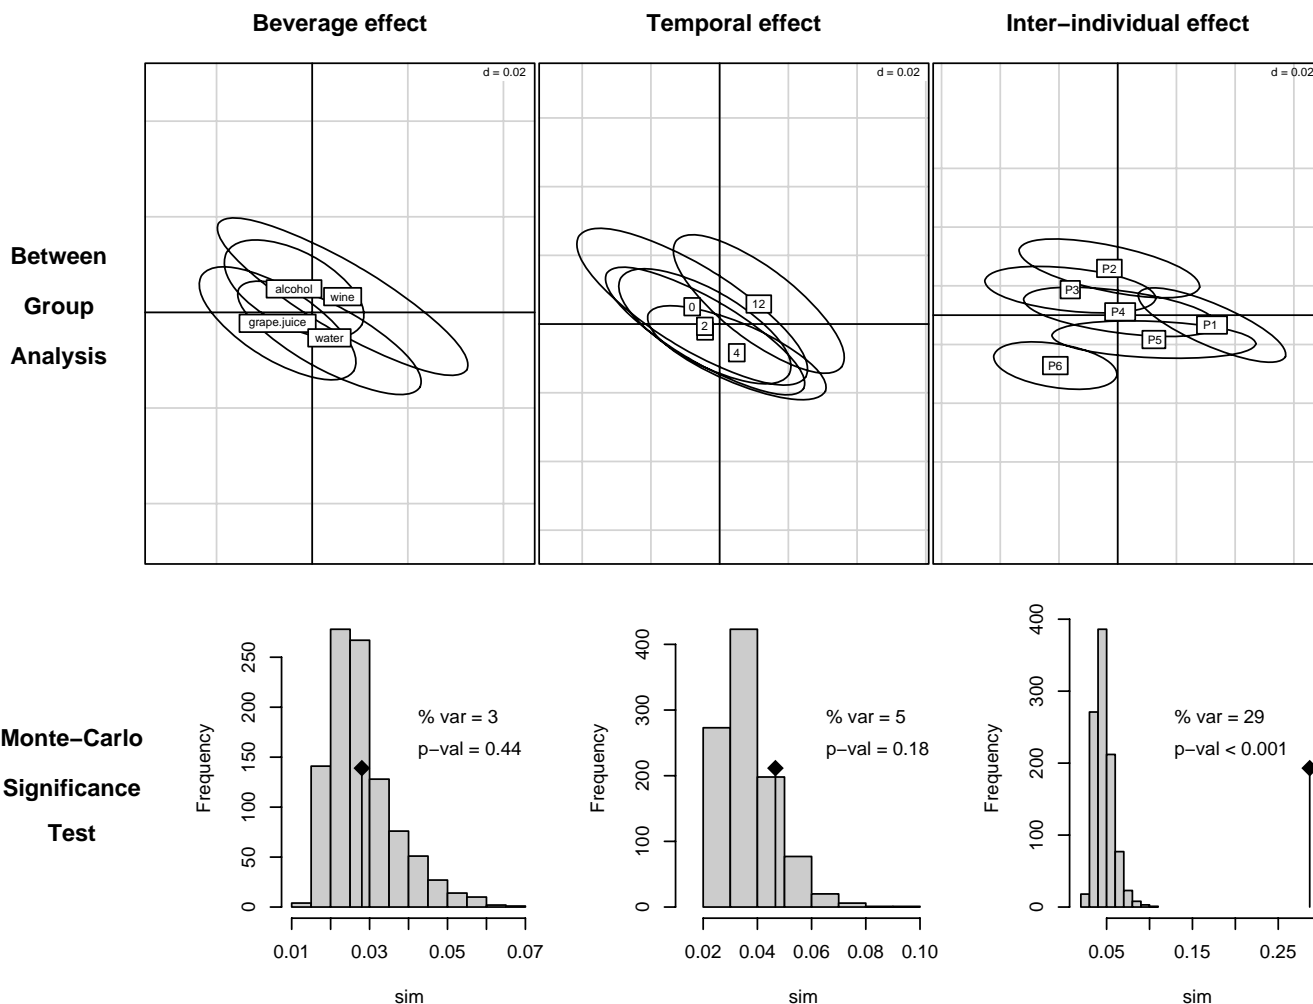 Beverage effect
Temporal effect
Inter−individual effect
d = 0.02
d = 0.02
d = 0.02
Between
Group
Analysis
alcohol
wine
grape.juice
water
0
12
2
4
P2
P3
P4
P1
P5
P6
Monte−Carlo
Significance
Test
Frequency
0
50
100
150
200
250
% var = 3
p−val = 0.44
0.01
0.03
0.05
0.07
sim
Frequency
0
100
200
300
400
% var = 5
p−val = 0.18
0.02
0.04
0.06
0.08
0.10
sim
Frequency
0
100
200
300
400
% var = 29
p−val < 0.001
0.05
0.15
0.25
sim